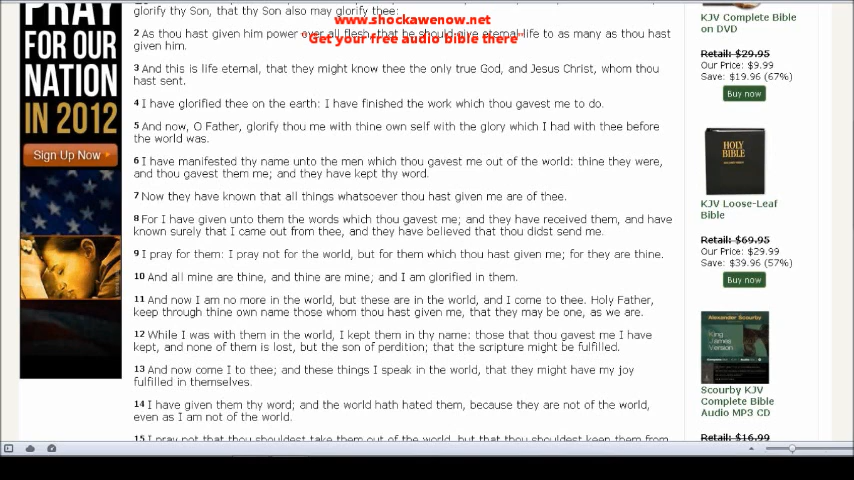 PRAY
FOR OUR
NATION
IN 2012
Sign Up Now
glorify thy Son, that thy Son also may glorify thee:
www.shockawenow.net
"Get your free audio bible there"
2 As thou hast given him power over all flesh, that he should give eternal life to as many as thou hast
given him.
3 And this is life eternal, that they might know thee the only true God, and Jesus Christ, whom thou
hast sent.
4 I have glorified thee on the earth: I have finished the work which thou gavest me to do.
5 And now, O Father, glorify thou me with thine own self with the glory which I had with thee before
the world was.
6 I have manifested thy name unto the men which thou gavest me out of the world: thine they were,
and thou gavest them me; and they have kept thy word.
7 Now they have known that all things whatsoever thou hast given me are of thee.
8 For I have given unto them the words which thou gavest me; and they have received them, and have
known surely that I came out from thee, and they have believed that thou didst send me.
9 I pray for them: I pray not for the world, but for them which thou hast given me; for they are thine.
10 And all mine are thine, and thine are mine; and I am glorified in them.
11 And now I am no more in the world, but these are in the world, and I come to thee. Holy Father,
keep through thine own name those whom thou hast given me, that they may be one, as we are.
12 While I was with them in the world, I kept them in thy name: those that thou gavest me I have
kept, and none of them is lost, but the son of perdition; that the scripture might be fulfilled.
13 And now come I to thee; and these things I speak in the world, that they might have my joy
fulfilled in themselves.
14 I have given them thy word; and the world hath hated them, because they are not of the world,
even as I am not of the world.
15 I pray not that thou shouldest take them out of the world, but that thou shouldest keep them from
KJV Complete Bible
on DVD
Retail: $29.95
Our Price: $9.99
Save: $19.96 (67%)
Buy now
HOLY
BIBLE
KJV Loose-Leaf
Bible
Retail: $69.95
Our Price: $29.99
Save: $39.96 (57%)
Buy now
Alexander Scourby
King James
Version
Scourby KJV
Complete Bible
Audio MP3 CD
Retail: $16.99